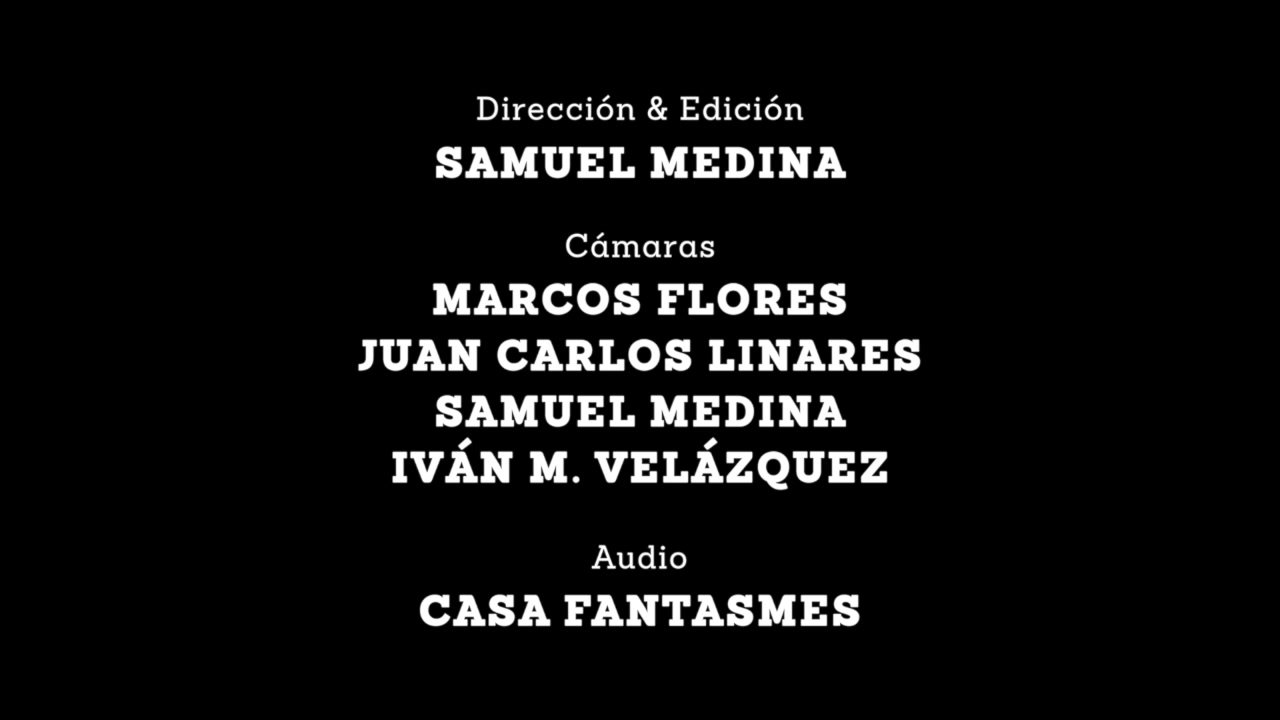 Dirección & Edición
SAMUEL MEDINA
Cámaras
MARCOS FLORES
JUAN CARLOS LINARES
SAMUEL MEDINA
IVÁN M. VELÁZQUEZ
Audio
CASA FANTASMES